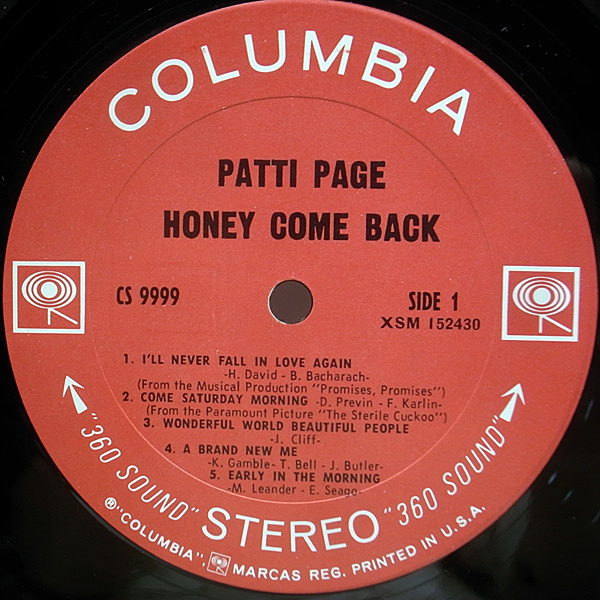 COLUMBIA
PATTI PAGE
HONEY COME BACK
CS 9999
SIDE 1
XSM 152430
1. I'LL NEVER FALL IN LOVE AGAIN
-H. David - B. Bacharach-
(From the Musical Production "Promises, Promises")
2. COME SATURDAY MORNING -D. Previn - F. Karlin-
(From the Paramount Picture "The Sterile Cuckoo")
3. WONDERFUL WORLD BEAUTIFUL PEOPLE
-J. Cliff-
4. A BRAND NEW ME
-K. Gamble- T. Bell - J. Butler-
5. EARLY IN THE MORNING
-M. Leander - E. Seago-
"360 SOUND" STEREO "360 SOUND"
®"COLUMBIA", MARCAS REG. PRINTED IN U.S.A.